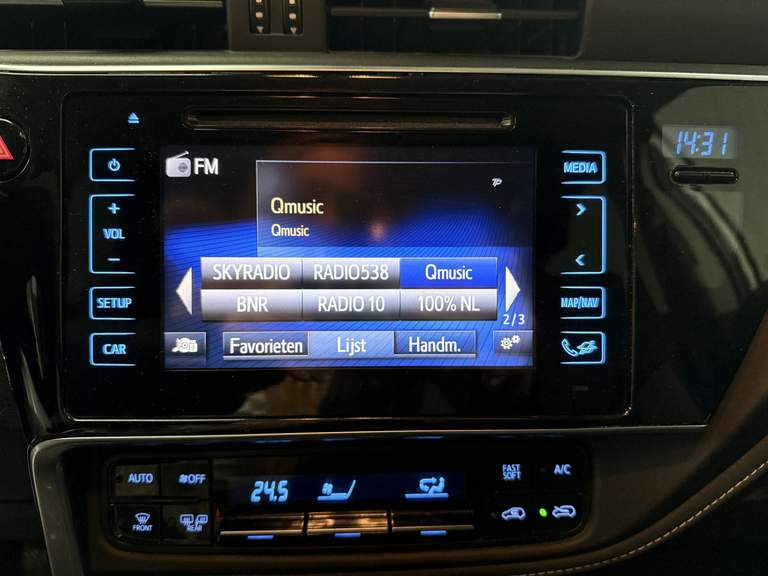 14:31
FM
MEDIA
TP
Qmusic
Qmusic
+
VOL
-
SKYRADIO RADIO538 Qmusic
BNR RADIO 10 100% NL
2/3
SETUP
MAP/NAV
CAR
Favorieten Lijst Handm.
AUTO OFF
24.5
FAST SOFT
A/C
FRONT
REAR